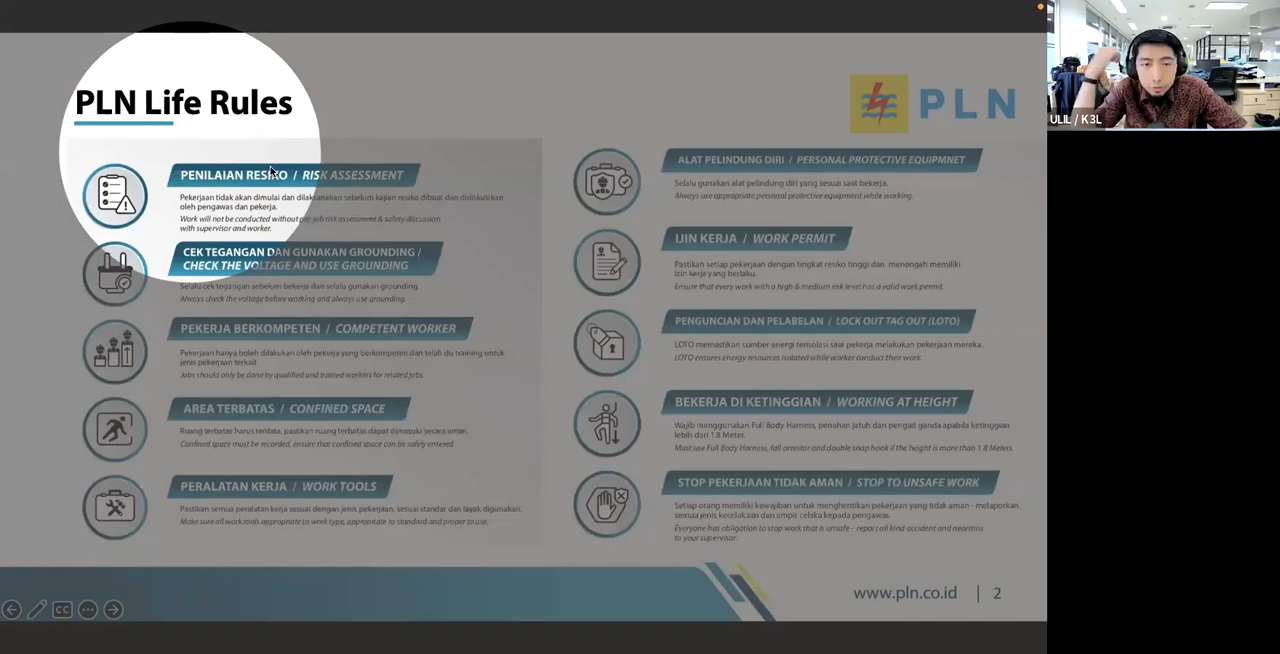 PLN Life Rules
PLN
PENILAIAN RESIKO / RISK ASSESSMENT
Pekerjaan tidak akan dimulai dan dilaksanakan sebelum kajian resiko dibuat dan didiskusikan
oleh pengawas dan pekerja.
Work will not be conducted without pre-job risk assessment & safety discussion
with supervisor and worker.
CEK TEGANGAN DAN GUNAKAN GROUNDING /
CHECK THE VOLTAGE AND USE GROUNDING
Selalu cek tegangan sebelum bekerja dan selalu gunakan grounding.
Always check the voltage before working and always use grounding.
PEKERJA BERKOMPETEN / COMPETENT WORKER
Pekerjaan hanya boleh dilakukan oleh pekerja yang berkompeten dan telah du training untuk
jenis pekerjaan terkait
Jobs should only be done by qualified and trained workers for related jobs.
AREA TERBATAS / CONFINED SPACE
Ruang terbatas harus terdata, pastikan ruang terbatas dapat dimasuki secara aman.
Confined space must be recorded, ensure that confined space can be safely entered.
PERALATAN KERJA / WORK TOOLS
Pastikan semua peralatan kerja sesuai dengan jenis pekerjaan, sesuai standar dan layak digunakan.
Make sure all work tools appropriate to work type, appropriate to standard and proper to use.
ALAT PELINDUNG DIRI / PERSONAL PROTECTIVE EQUIPMNET
Selalu gunakan alat pelindung diri yang sesuai saat bekerja.
Always use appropriate personal protective equipment while working.
IJIN KERJA / WORK PERMIT
Pastikan setiap pekerjaan dengan tingkat resiko tinggi dan menengah memiliki
izin kerja yang berlaku.
Ensure that every work with a high & medium risk level has a valid work permit.
PENGUNCIAN DAN PELABELAN / LOCK OUT TAG OUT (LOTO)
LOTO memastikan sumber energi terisolasi saat pekerja melakukan pekerjaan mereka.
LOTO ensures energy resources isolated while worker conduct their work
BEKERJA DI KETINGGIAN / WORKING AT HEIGHT
Wajib menggunakan Full Body Harness, penahan jatuh dan pengait ganda apabila ketinggian
lebih dari 1.8 Meter.
Must use Full Body Harness, fall arrestor and double snap hook if the height is more than 1.8 Meters
STOP PEKERJAAN TIDAK AMAN / STOP TO UNSAFE WORK
Setiap orang memiliki kewajiban untuk menghentikan pekerjaan yang tidak aman - melaporkan
semua jenis kecelakaan dan ampir celaka kepada pengawas.
Everyone has obligation to stop work that is unsafe - report all kind accident and nearmiss
to your supervisor.
www.pln.co.id | 2
CC
ULIL / K3L